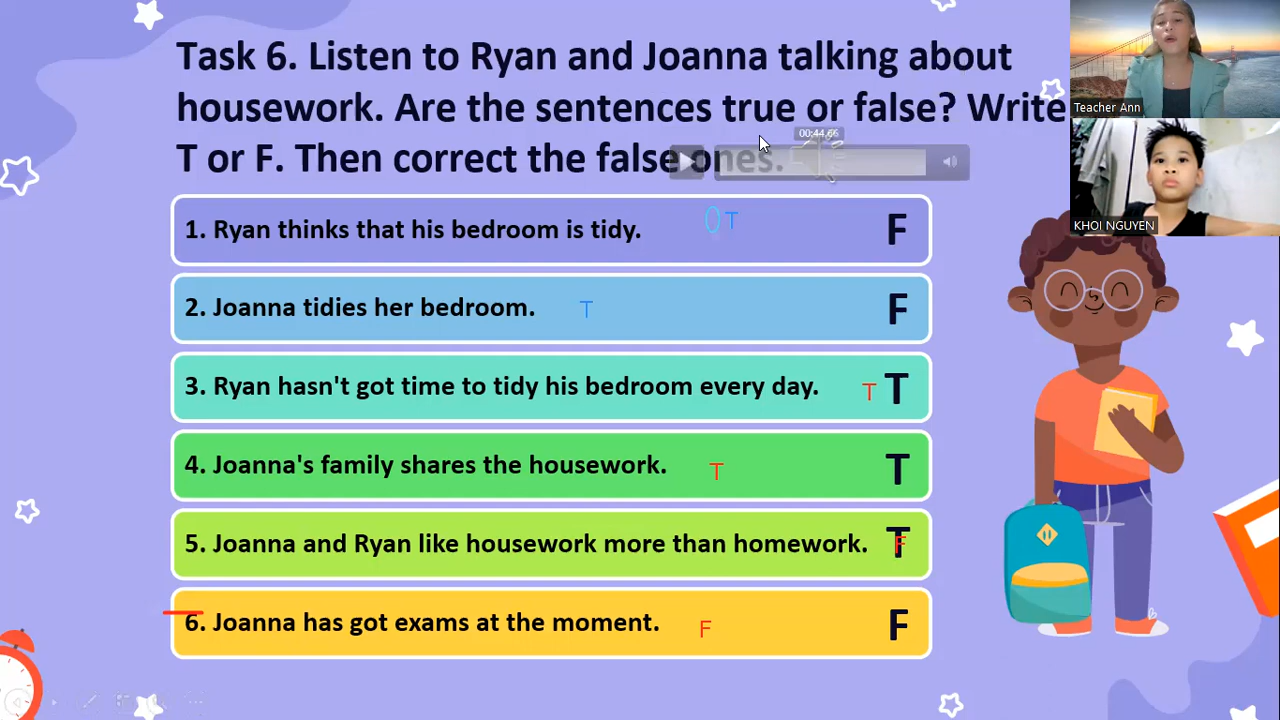 Task 6. Listen to Ryan and Joanna talking about
housework. Are the sentences true or false? Write
T or F. Then correct the false ones.
00:44.66
Teacher Ann
KHOI NGUYEN
1. Ryan thinks that his bedroom is tidy. T F
2. Joanna tidies her bedroom. T F
3. Ryan hasn't got time to tidy his bedroom every day. T T
4. Joanna's family shares the housework. T T
5. Joanna and Ryan like housework more than homework. T F
6. Joanna has got exams at the moment. F F